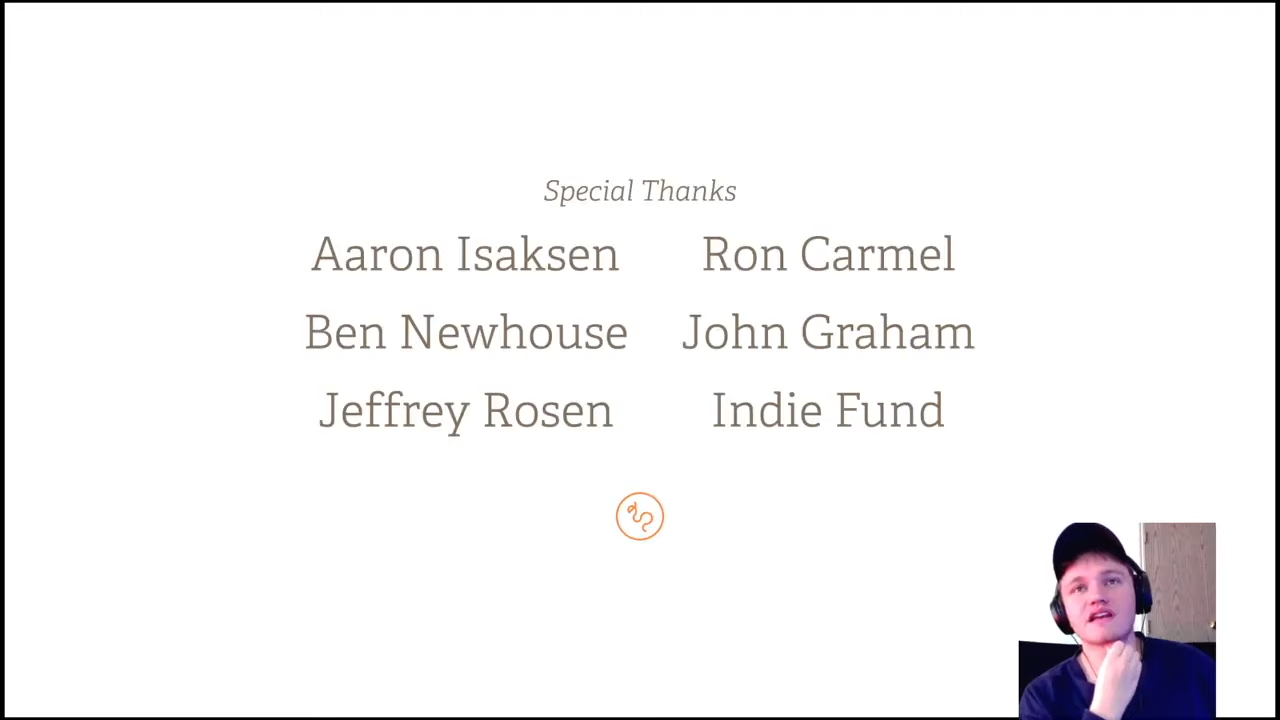 Special Thanks
Aaron Isaksen Ron Carmel
Ben Newhouse John Graham
Jeffrey Rosen Indie Fund